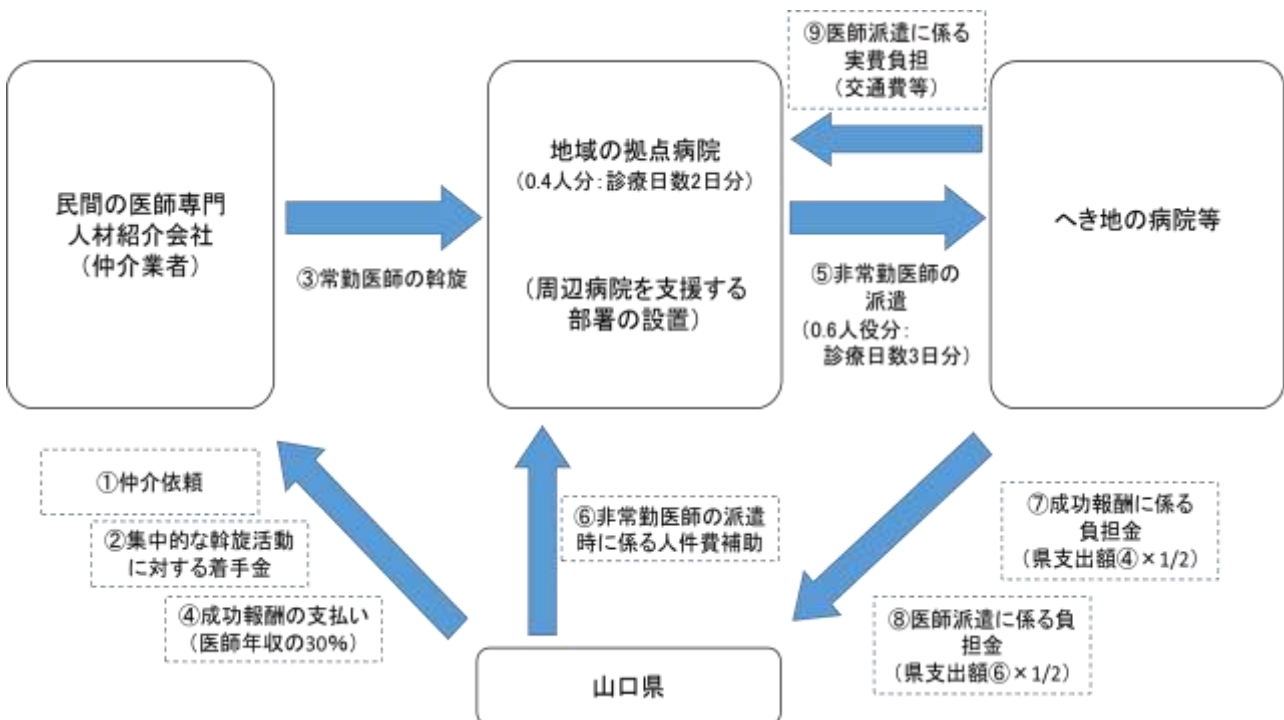 ⑨医師派遣に係る
実費負担
（交通費等）
民間の医師専門
人材紹介会社
（仲介業者）
③常勤医師の斡旋
地域の拠点病院
（0.4人分：診療日数2日分）
（周辺病院を支援する
部署の設置）
⑤非常勤医師の
派遣
（0.6人役分：
診療日数3日分）
へき地の病院等
①仲介依頼
②集中的な斡旋活動
に対する着手金
④成功報酬の支払い
（医師年収の30%）
⑥非常勤医師の派遣
時に係る人件費補助
⑦成功報酬に係る
負担金
（県支出額④×1/2）
⑧医師派遣に係る負
担金
（県支出額⑥×1/2）
山口県